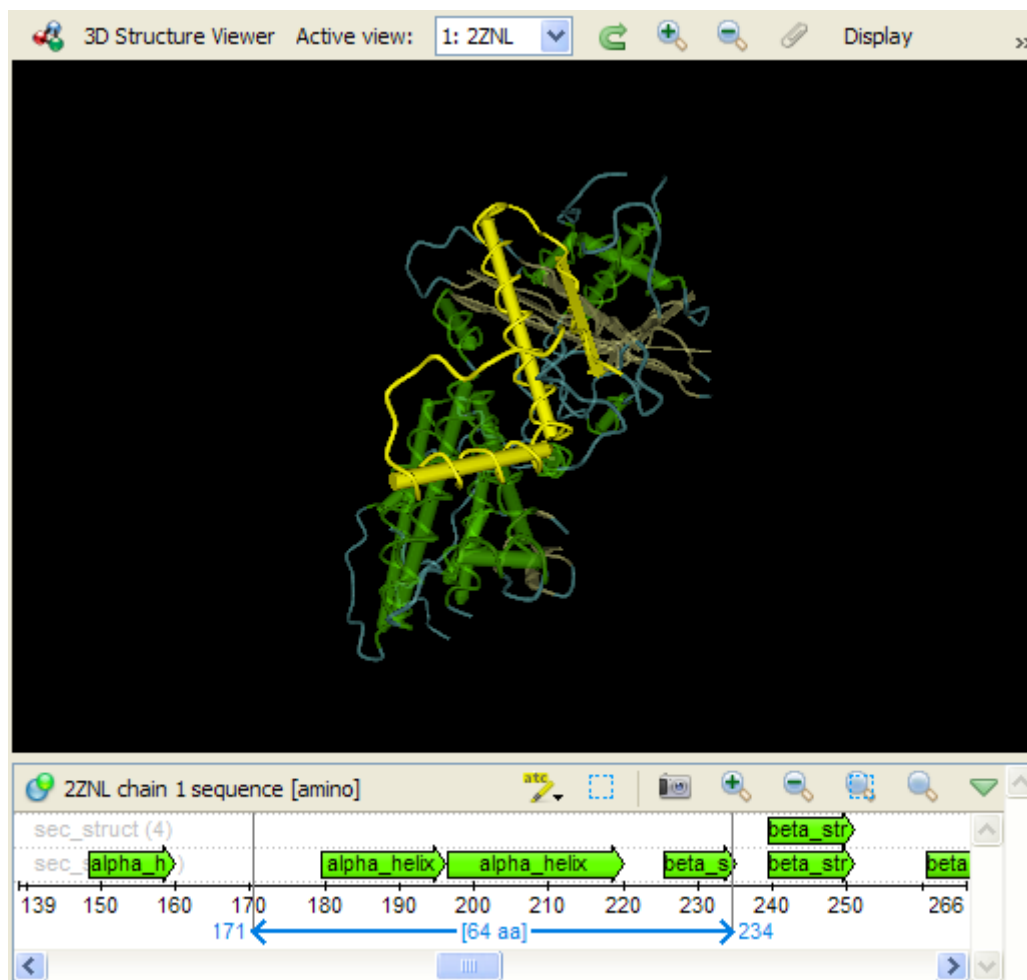 3D Structure Viewer Active view: 1: 2ZNL Display »
2ZNL chain 1 sequence [amino] atc
sec_struct (4)
beta_str
alpha_h alpha_helix alpha_helix beta_s beta_str beta
139 150 160 170 180 190 200 210 220 230 240 250 266
171 [64 aa] 234